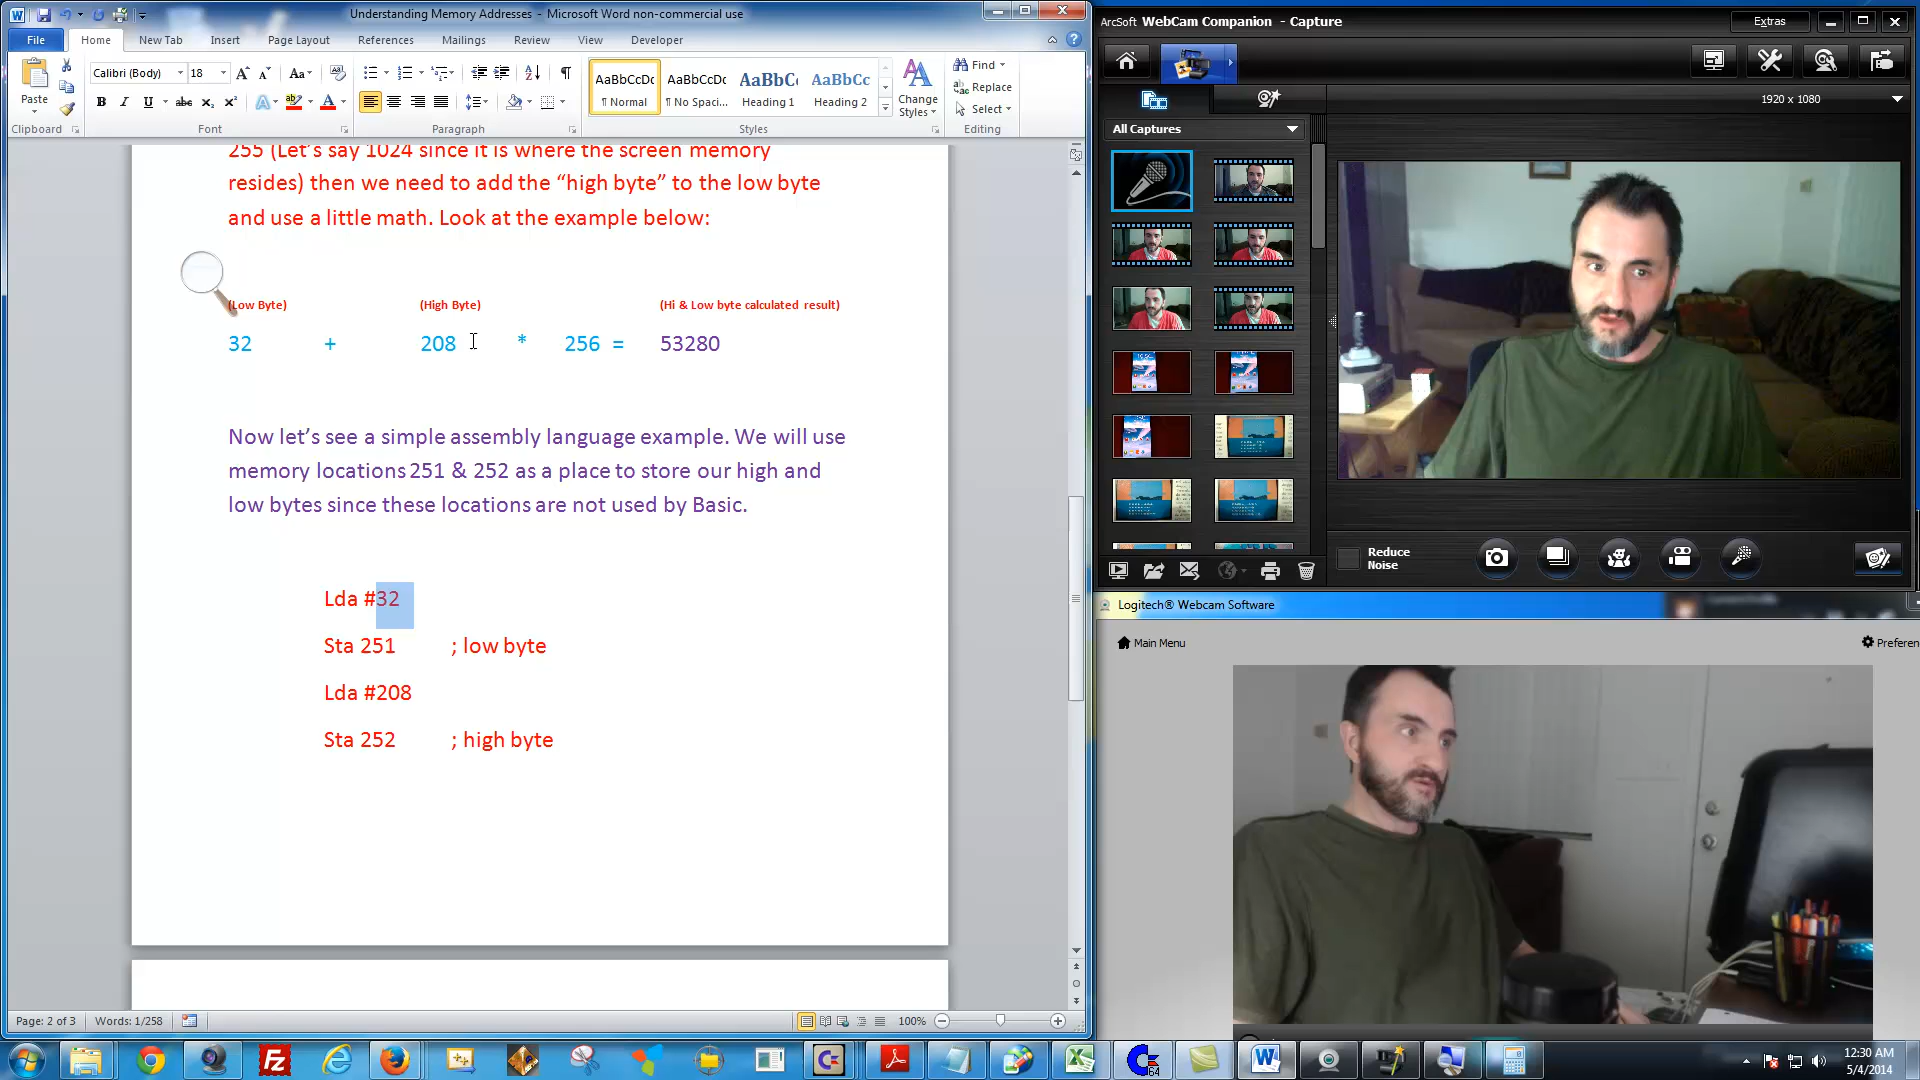 Understanding Memory Addresses - Microsoft Word non-commercial use
File
Home
New Tab
Insert
Page Layout
References
Mailings
Review
View
Developer
Paste
Calibri (Body)
18
AaBbCcDc
¶ Normal
AaBbCcDc
¶ No Spaci...
AaBbC
Heading 1
AaBbCc
Heading 2
Change
Styles
Find
Replace
Select
Clipboard
Font
Paragraph
Styles
Editing
255 (Let's say 1024 since it is where the screen memory
resides) then we need to add the “high byte” to the low byte
and use a little math. Look at the example below:
(Low Byte) (High Byte) (Hi & Low byte calculated result)
32 + 208 * 256 = 53280
Now let's see a simple assembly language example. We will use
memory locations 251 & 252 as a place to store our high and
low bytes since these locations are not used by Basic.
Lda #32
Sta 251 ; low byte
Lda #208
Sta 252 ; high byte
Page: 2 of 3
Words: 1/258
100%
ArcSoft WebCam Companion - Capture
Extras
1920 x 1080
All Captures
Reduce
Noise
Logitech® Webcam Software
Main Menu
Preferen
12:30 AM
5/4/2014